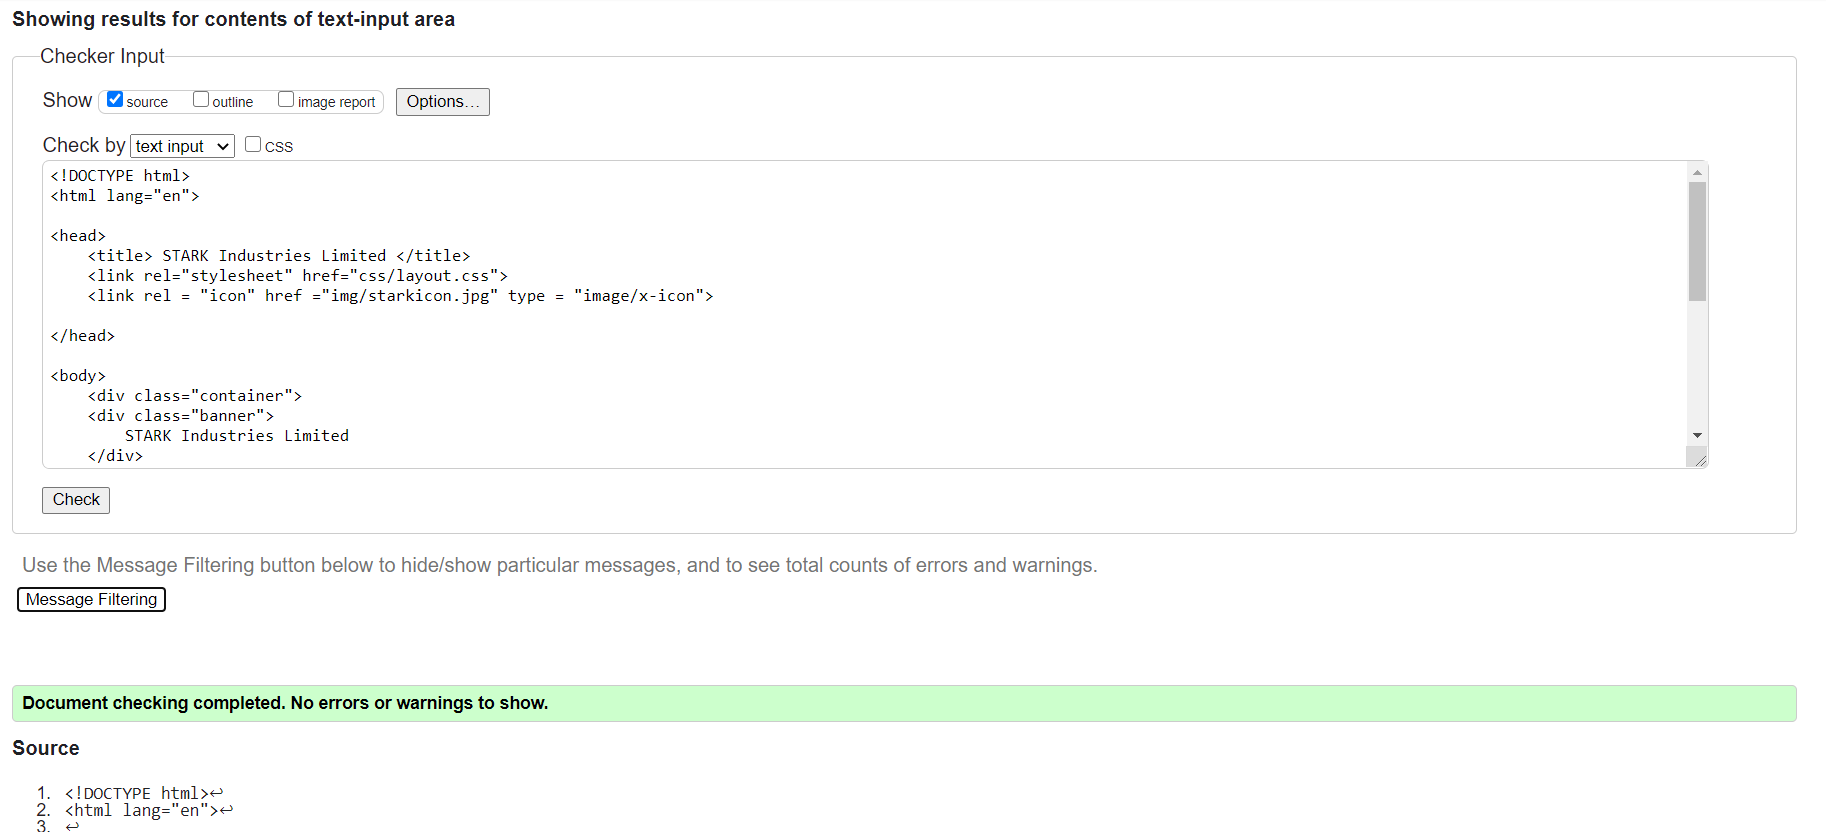 Showing results for contents of text-input area
Checker Input
Show source outline image report Options...
Check by text input CSS
<!DOCTYPE html>
<html lang="en">
<head>
<title> STARK Industries Limited </title>
<link rel="stylesheet" href="css/layout.css">
<link rel = "icon" href ="img/starkicon.jpg" type = "image/x-icon">
</head>
<body>
<div class="container">
<div class="banner">
STARK Industries Limited
</div>
Check
Use the Message Filtering button below to hide/show particular messages, and to see total counts of errors and warnings.
Message Filtering
Document checking completed. No errors or warnings to show.
Source
1. <!DOCTYPE html>↩
2. <html lang="en">↩
3. ↩